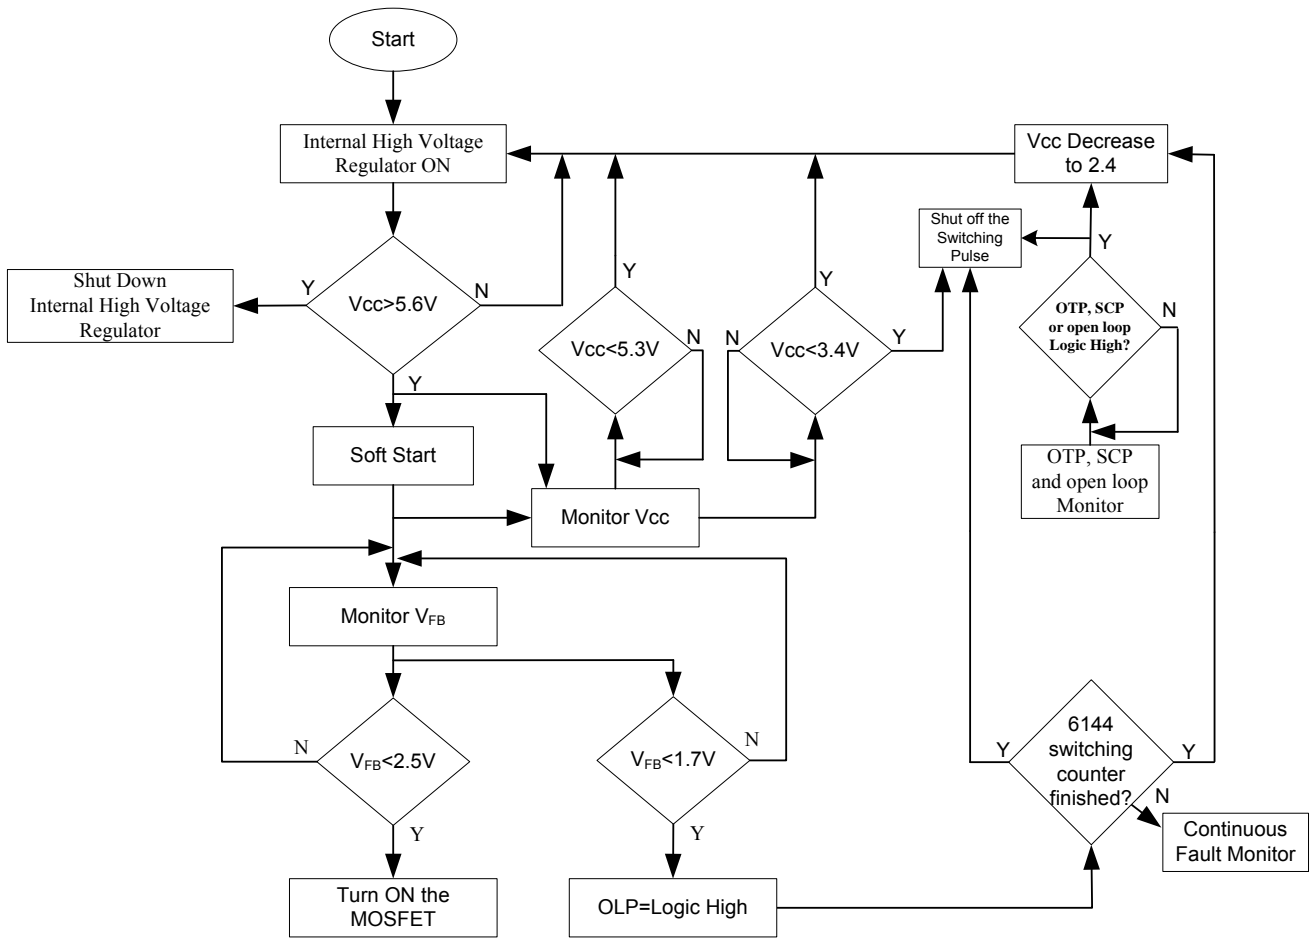 Start
Internal High Voltage
Regulator ON
Vcc Decrease
to 2.4
Shut off the
Switching
Pulse
Y
Shut Down
Internal High Voltage
Regulator
Y
Vcc>5.6V
N
Y
Y
OTP, SCP
or open loop
Logic High?
N
Vcc<5.3V
N
N
Vcc<3.4V
Y
Y
Soft Start
OTP, SCP
and open loop
Monitor
Monitor Vcc
Monitor VFB
N
VFB<2.5V
VFB<1.7V
N
Y
6144
switching
counter
finished?
Y
N
Y
Y
Continuous
Fault Monitor
Turn ON the
MOSFET
OLP=Logic High